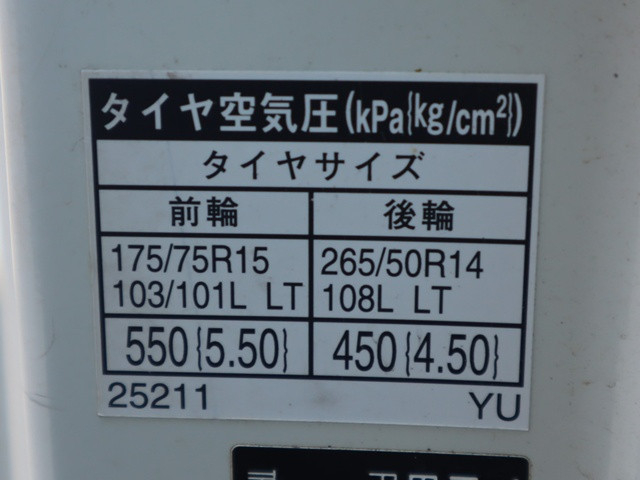 タイヤ空気圧(kPa{kg/cm²})
タイヤサイズ
前輪 後輪
175/75R15 265/50R14
103/101L LT 108L LT
550{5.50} 450{4.50}
25211 YU